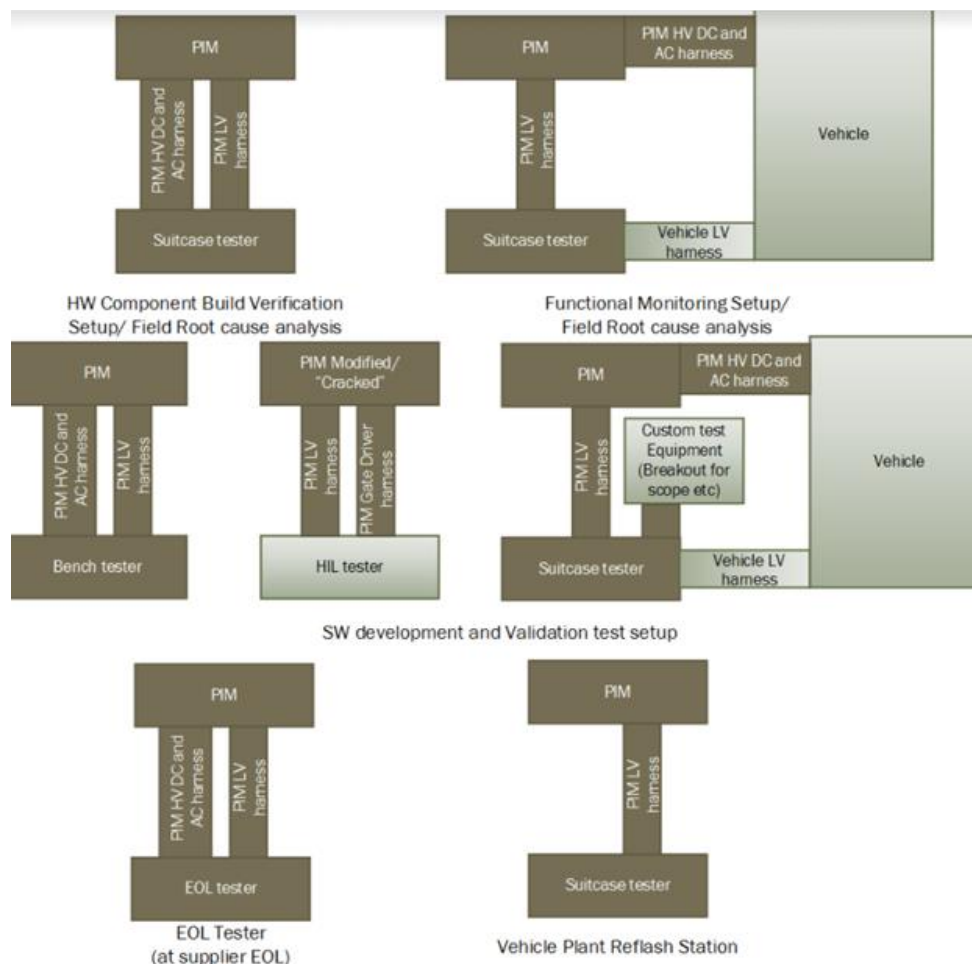 PIM
PIM HV DC and
AC harness
PIM LV
harness
Suitcase tester
HW Component Build Verification
Setup/ Field Root cause analysis
PIM
PIM HV DC and
AC harness
PIM LV
harness
Vehicle
Suitcase tester
Vehicle LV
harness
Functional Monitoring Setup/
Field Root cause analysis
PIM
PIM HV DC and
AC harness
PIM LV
harness
Bench tester
PIM Modified/
"Cracked"
PIM LV
harness
PIM Gate Driver
harness
HIL tester
PIM
PIM HV DC and
AC harness
PIM LV
harness
Custom test
Equipment
(Breakout for
scope etc)
Vehicle
Suitcase tester
Vehicle LV
harness
SW development and Validation test setup
PIM
PIM HV DC and
AC harness
PIM LV
harness
EOL tester
EOL Tester
(at supplier EOL)
PIM
PIM LV
harness
Suitcase tester
Vehicle Plant Reflash Station